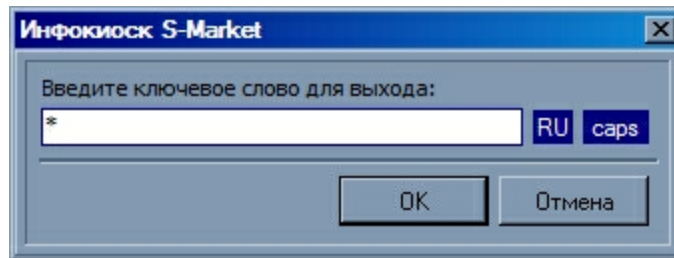 Инфокиоск S-Market
Введите ключевое слово для выхода:
* RU caps
OK Отмена